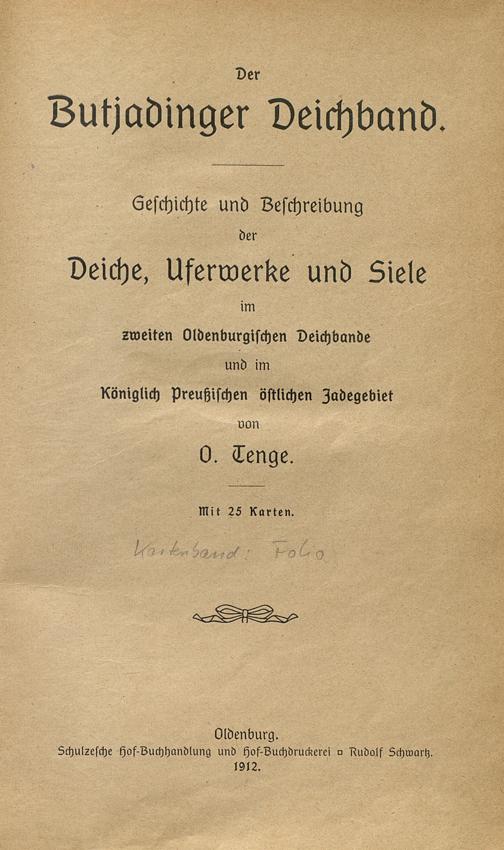 Der
Butjadinger Deichband.
Geschichte und Beschreibung
der
Deiche, Uferwerke und Siele
im
zweiten Oldenburgischen Deichbande
und im
Königlich Preußischen östlichen Jadegebiet
von
O. Tenge.
Mit 25 Karten.
Kartenband: Folio
Oldenburg.
Schulzesche Hof-Buchhandlung und Hof-Buchdruckerei ¤ Rudolf Schwartz.
1912.